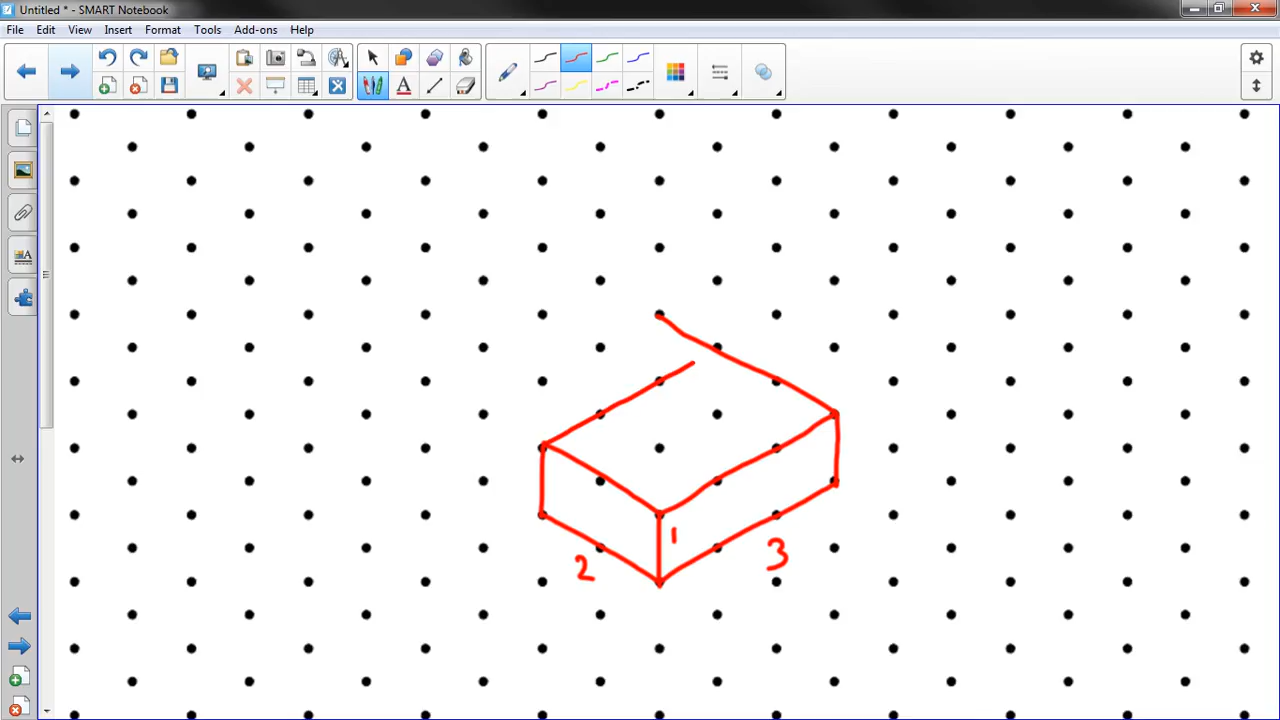 Untitled * - SMART Notebook
File Edit View Insert Format Tools Add-ons Help
1
2
3